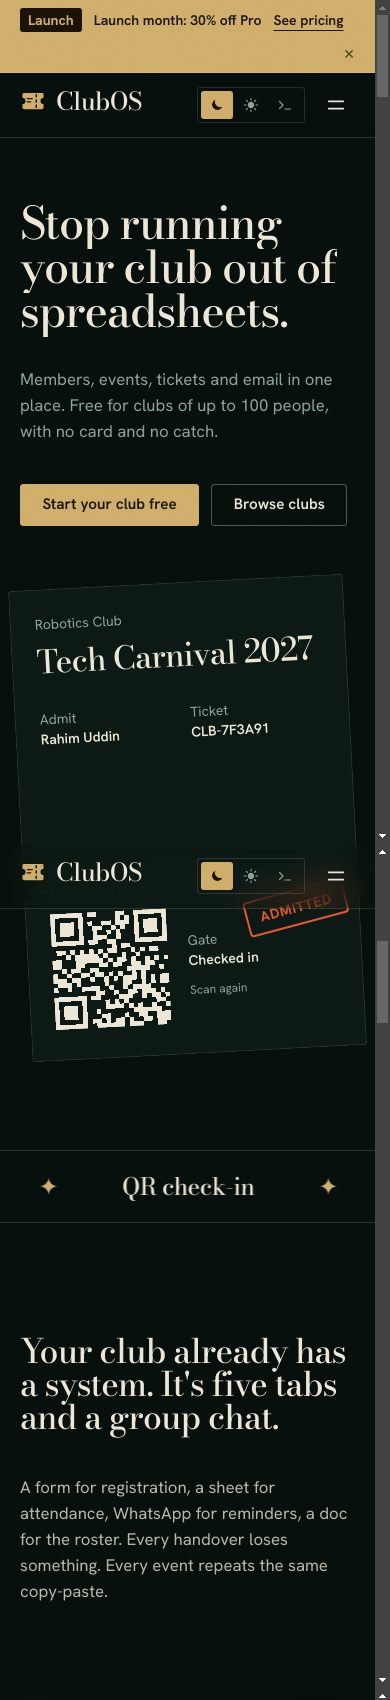 Launch Launch month: 30% off Pro See pricing
×
ClubOS
Stop running
your club out of
spreadsheets.
Members, events, tickets and email in one
place. Free for clubs of up to 100 people,
with no card and no catch.
Start your club free Browse clubs
Robotics Club
Tech Carnival 2027
Admit Ticket
Rahim Uddin CLB-7F3A91
ClubOS
ADMITTED
Gate
Checked in
Scan again
QR check-in
Your club already has
a system. It's five tabs
and a group chat.
A form for registration, a sheet for
attendance, WhatsApp for reminders, a doc
for the roster. Every handover loses
something. Every event repeats the same
copy-paste.